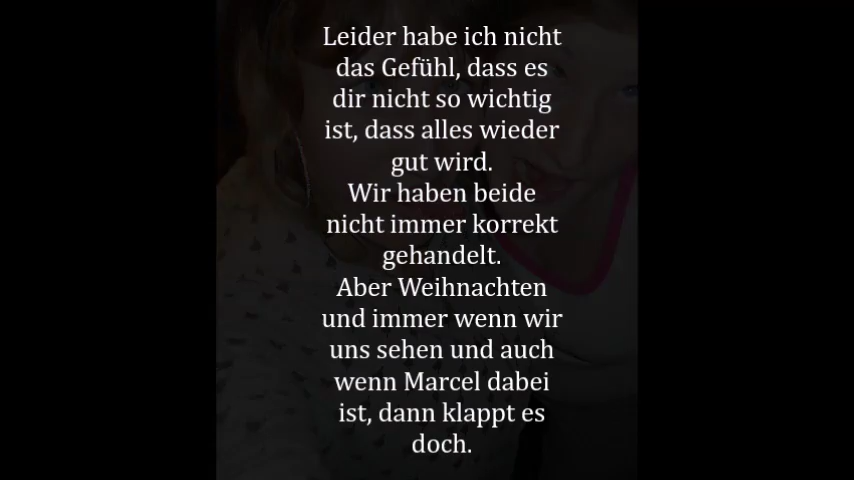 Leider habe ich nicht
das Gefühl, dass es
dir nicht so wichtig
ist, dass alles wieder
gut wird.
Wir haben beide
nicht immer korrekt
gehandelt.
Aber Weihnachten
und immer wenn wir
uns sehen und auch
wenn Marcel dabei
ist, dann klappt es
doch.